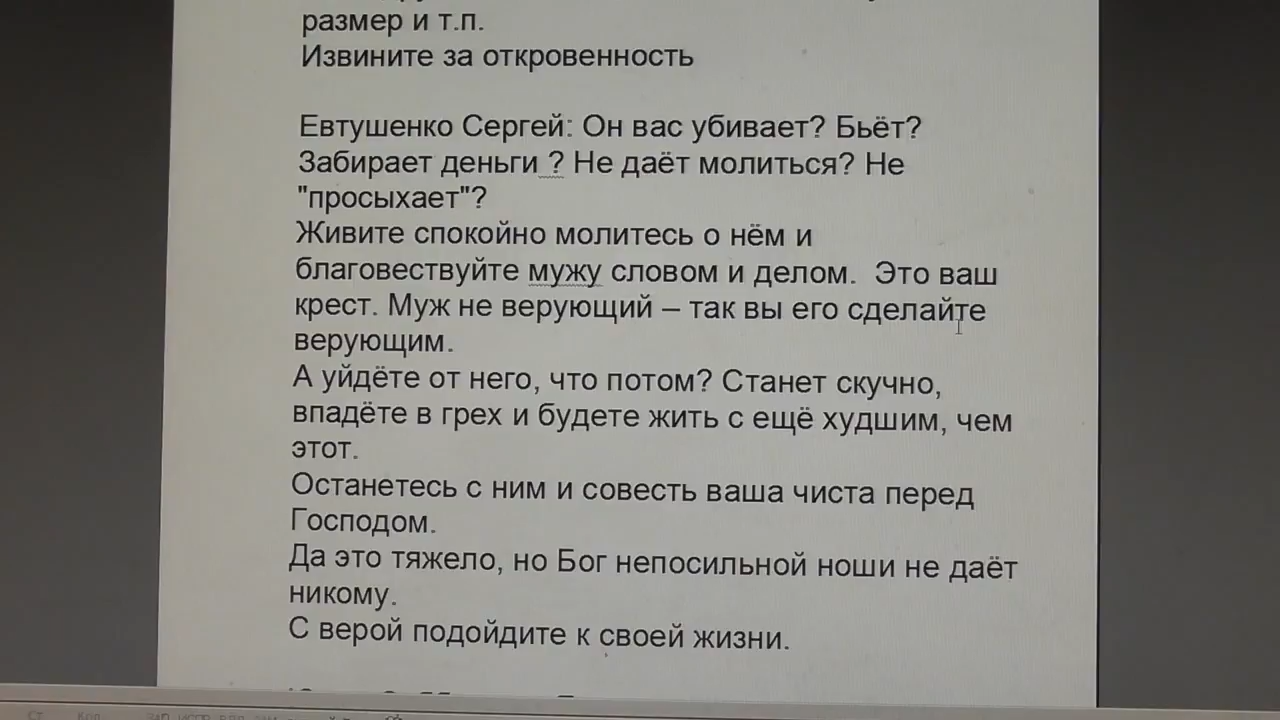 размер и т.п.
Извините за откровенность
Евтушенко Сергей: Он вас убивает? Бьёт?
Забирает деньги ? Не даёт молиться? Не
"просыхает"?
Живите спокойно молитесь о нём и
благовествуйте мужу словом и делом.  Это ваш
крест. Муж не верующий – так вы его сделайте
верующим.
А уйдёте от него, что потом? Станет скучно,
впадёте в грех и будете жить с ещё худшим, чем
этот.
Останетесь с ним и совесть ваша чиста перед
Господом.
Да это тяжело, но Бог непосильной ноши не даёт
никому.
С верой подойдите к своей жизни.